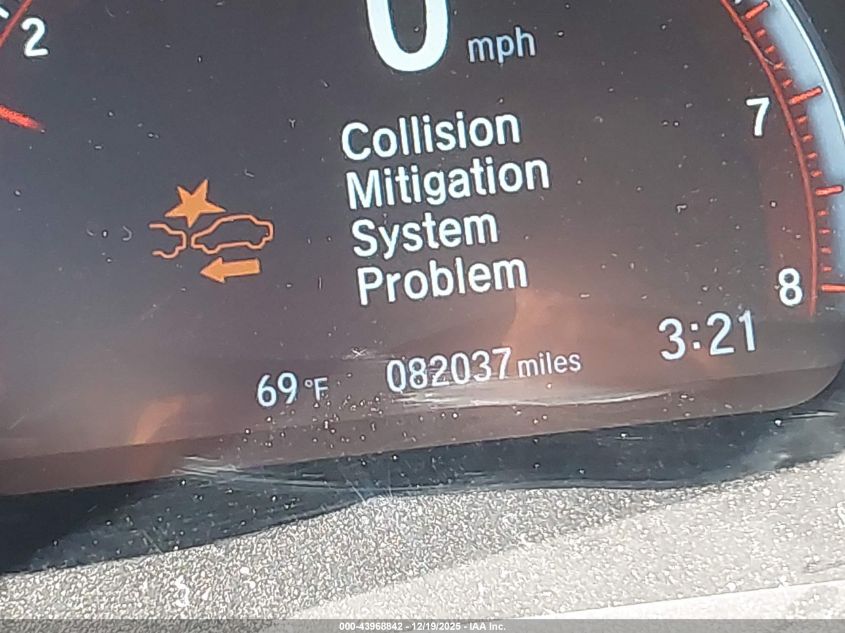 2
0 mph
7
Collision
Mitigation
System
Problem
8
69°F 082037 miles 3:21
000-43968842 - 12/19/2025 - IAA Inc.